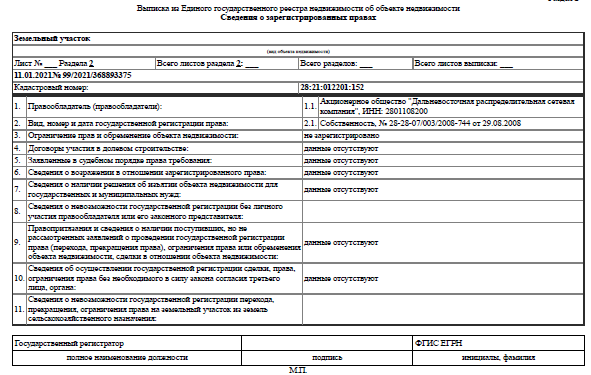 Выписка из Единого государственного реестра недвижимости об объекте недвижимости
Сведения о зарегистрированных правах
Земельный участок
(вид объекта недвижимости)
Лист № ___ Раздела 2 Всего листов раздела 2: ___ Всего разделов: ___ Всего листов выписки: ___
11.01.2021№ 99/2021/368893375
Кадастровый номер: 28:21:012201:152
1. Правообладатель (правообладатели): 1.1. Акционерное общество "Дальневосточная распределительная сетевая
компания", ИНН: 2801108200
2. Вид, номер и дата государственной регистрации права: 2.1. Собственность, № 28-28-07/003/2008-744 от 29.08.2008
3. Ограничение прав и обременение объекта недвижимости: не зарегистрировано
4. Договоры участия в долевом строительстве: данные отсутствуют
5. Заявленные в судебном порядке права требования: данные отсутствуют
6. Сведения о возражении в отношении зарегистрированного права: данные отсутствуют
7. Сведения о наличии решения об изъятии объекта недвижимости для
государственных и муниципальных нужд: данные отсутствуют
8. Сведения о невозможности государственной регистрации без личного
участия правообладателя или его законного представителя:
9. Правопритязания и сведения о наличии поступивших, но не
рассмотренных заявлений о проведении государственной регистрации
права (перехода, прекращения права), ограничения права или обременения
объекта недвижимости, сделки в отношении объекта недвижимости: данные отсутствуют
10. Сведения об осуществлении государственной регистрации сделки, права,
ограничения права без необходимого в силу закона согласия третьего
лица, органа: данные отсутствуют
11. Сведения о невозможности государственной регистрации перехода,
прекращения, ограничения права на земельный участок из земель
сельскохозяйственного назначения:
Государственный регистратор ФГИС ЕГРН
полное наименование должности подпись инициалы, фамилия
М.П.